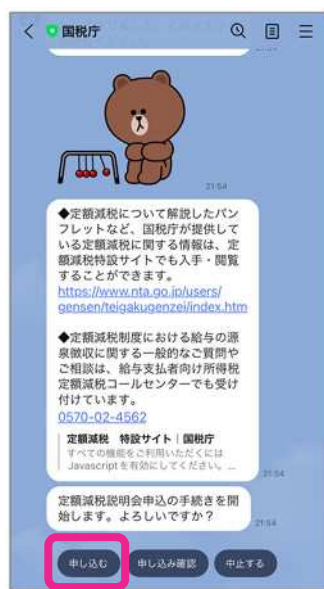 国税庁
21:54
◆定額減税について解説したパン
フレットなど、国税庁が提供して
いる定額減税に関する情報は、定
額減税特設サイトでも入手・閲覧
することができます。
https://www.nta.go.jp/users/
gensen/teigakugenzei/index.htm
◆定額減税制度における給与の源
泉徴収に関する一般的なご質問や
ご相談は、給与支払者向け所得税
定額減税コールセンターでも受け
付けています。
0570-02-4562
定額減税 特設サイト｜国税庁
すべての機能をご利用いただくには
Javascriptを有効にしてください。...
21:54
定額減税説明会申込の手続きを開
始します。よろしいですか？
21:54
申し込む 申し込み確認 中止する